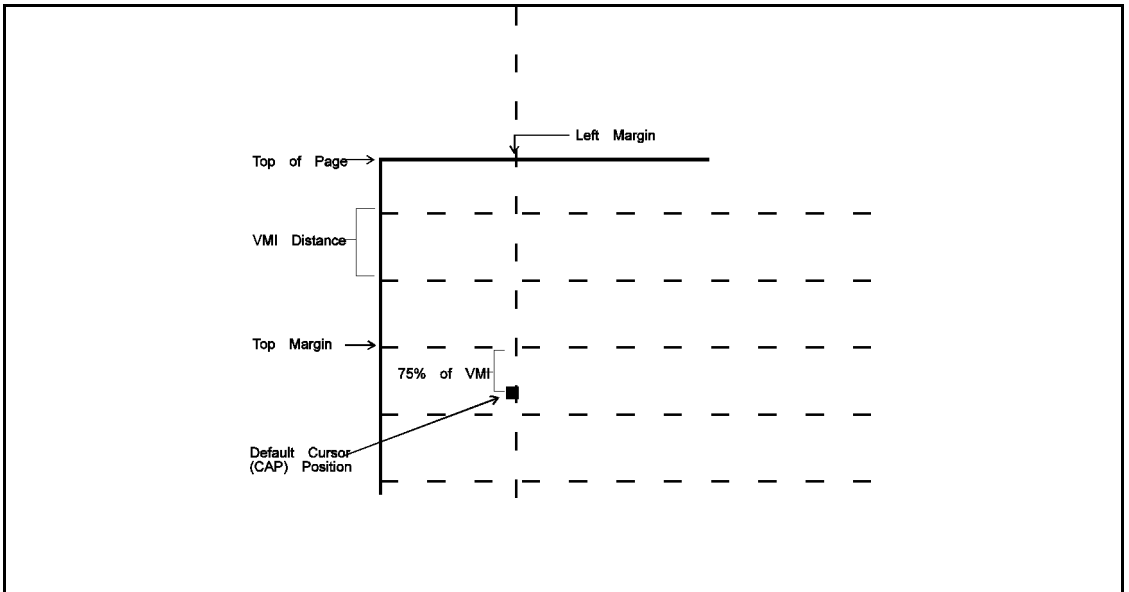 Left Margin
Top of Page
VMI Distance
Top Margin
75% of VMI
Default Cursor
(CAP) Position